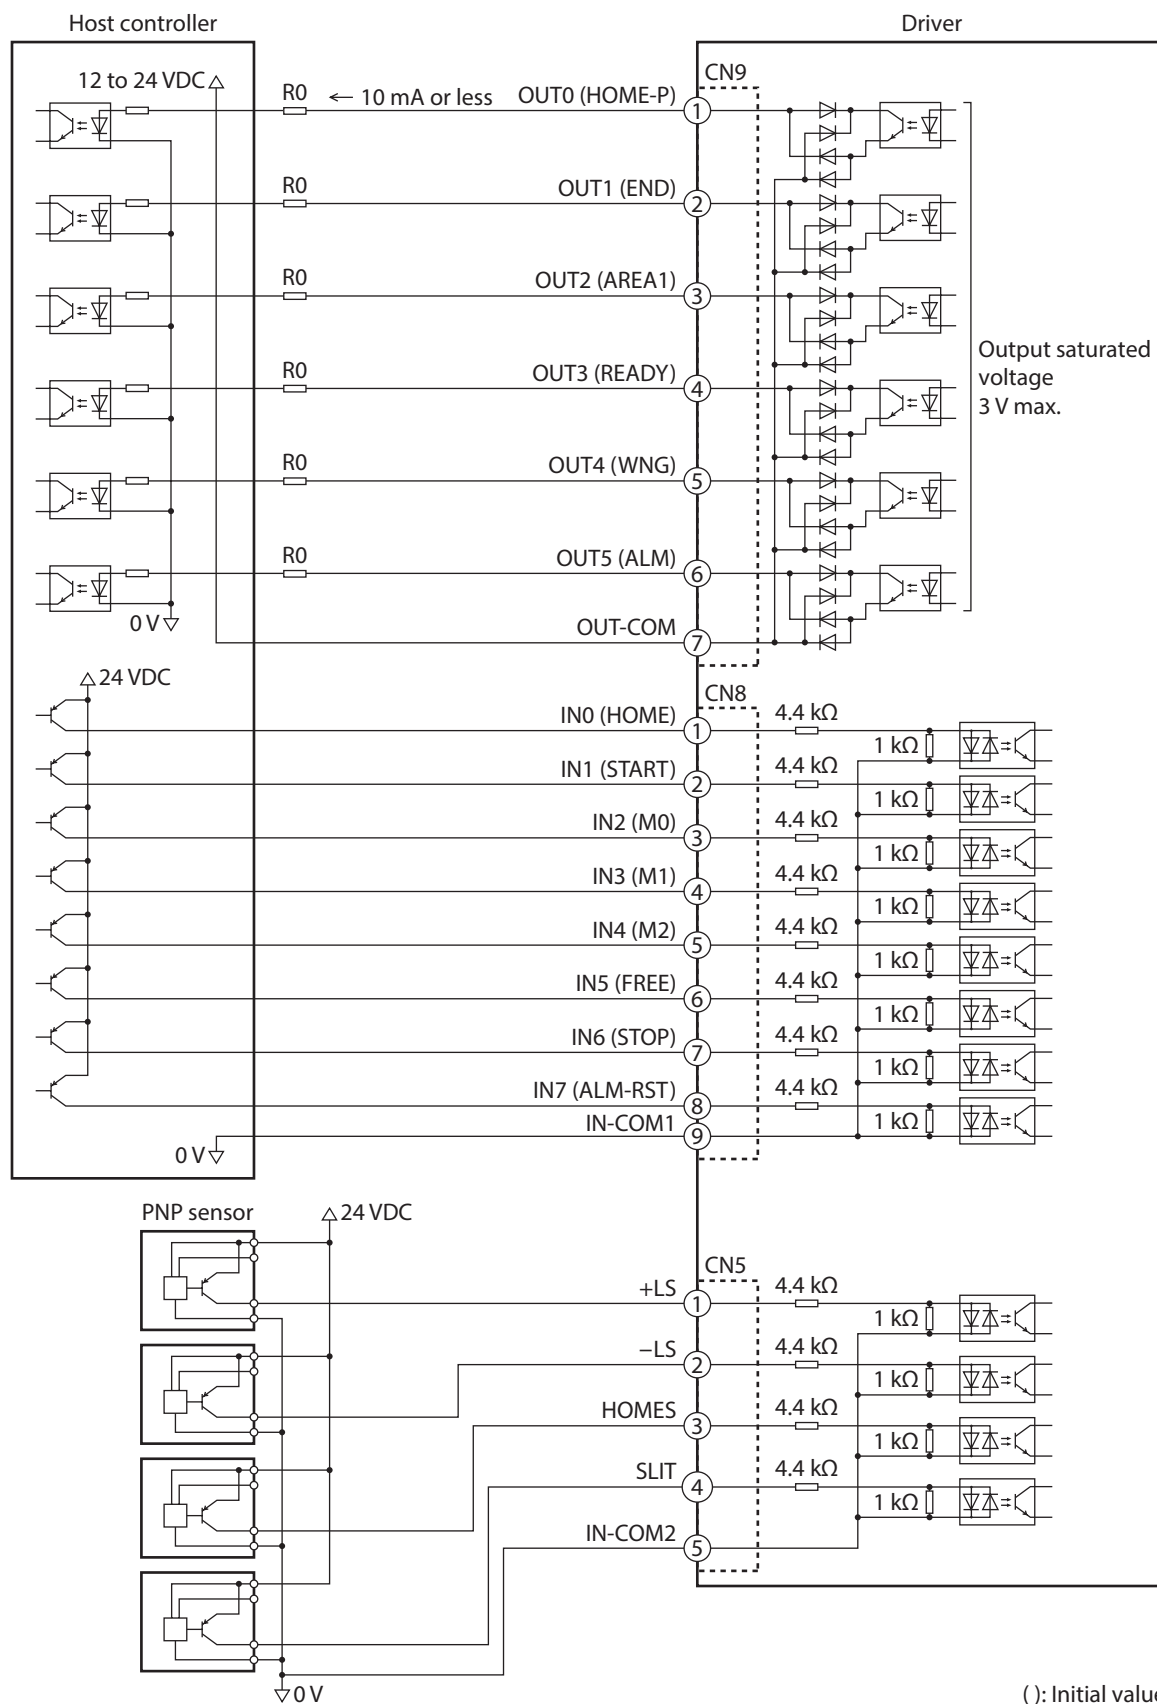 Host controller
Driver
12 to 24 VDC
R0
← 10 mA or less
OUT0 (HOME-P)
CN9
1
R0
OUT1 (END)
2
R0
OUT2 (AREA1)
3
R0
OUT3 (READY)
4
Output saturated
voltage
3 V max.
R0
OUT4 (WNG)
5
R0
OUT5 (ALM)
6
0 V
OUT-COM
7
24 VDC
CN8
IN0 (HOME)
1
4.4 kΩ
1 kΩ
IN1 (START)
2
4.4 kΩ
1 kΩ
IN2 (M0)
3
4.4 kΩ
1 kΩ
IN3 (M1)
4
4.4 kΩ
1 kΩ
IN4 (M2)
5
4.4 kΩ
1 kΩ
IN5 (FREE)
6
4.4 kΩ
1 kΩ
IN6 (STOP)
7
4.4 kΩ
1 kΩ
IN7 (ALM-RST)
8
4.4 kΩ
1 kΩ
IN-COM1
9
0 V
PNP sensor
24 VDC
CN5
+LS
1
4.4 kΩ
1 kΩ
−LS
2
4.4 kΩ
1 kΩ
HOMES
3
4.4 kΩ
1 kΩ
SLIT
4
4.4 kΩ
1 kΩ
IN-COM2
5
0 V
( ): Initial value